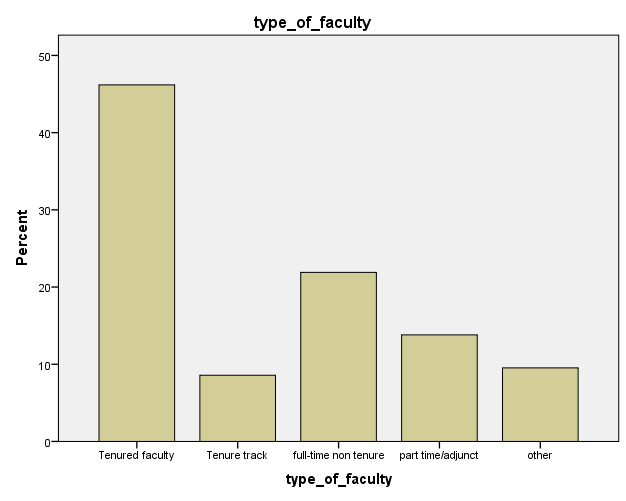 type_of_faculty
Percent
50
40
30
20
10
0
Tenured faculty
Tenure track
full-time non tenure
part time/adjunct
other
type_of_faculty